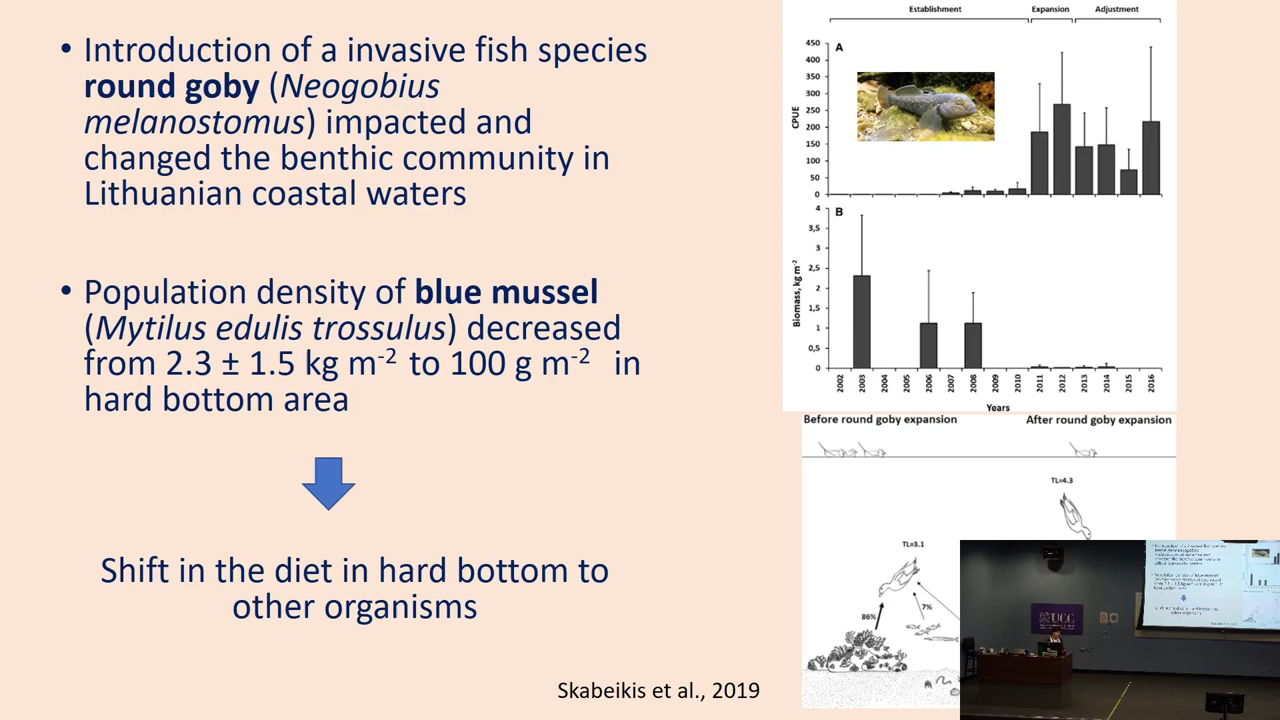 • Introduction of a invasive fish species
round goby (Neogobius
melanostomus) impacted and
changed the benthic community in
Lithuanian coastal waters
• Population density of blue mussel
(Mytilus edulis trossulus) decreased
from 2.3 ± 1.5 kg m⁻² to 100 g m⁻² in
hard bottom area
Shift in the diet in hard bottom to
other organisms
Skabeikis et al., 2019
Establishment Expansion Adjustment
A
450
400
350
300
250
200
150
100
50
0
CPUE
B
4
3,5
3
2,5
2
1,5
1
0,5
0
Biomass, kg m⁻²
2002 2003 2004 2005 2006 2007 2008 2009 2010 2011 2012 2013 2014 2015 2016
Years
Before round goby expansion After round goby expansion
TL=4.3
TL=3.1
86%
7%
UCC